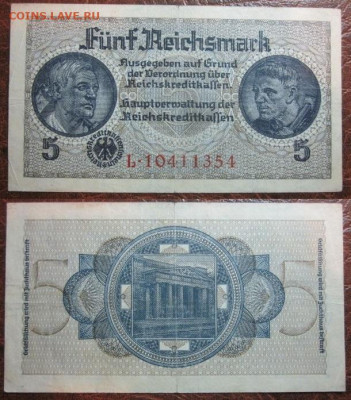 COINS.LAVE.RU
Fünf Reichsmark
Ausgegeben auf Grund
der Verordnung über
Reichskreditkassen.
Hauptverwaltung der
Reichskreditkassen
5
5
L·10411354
5
5